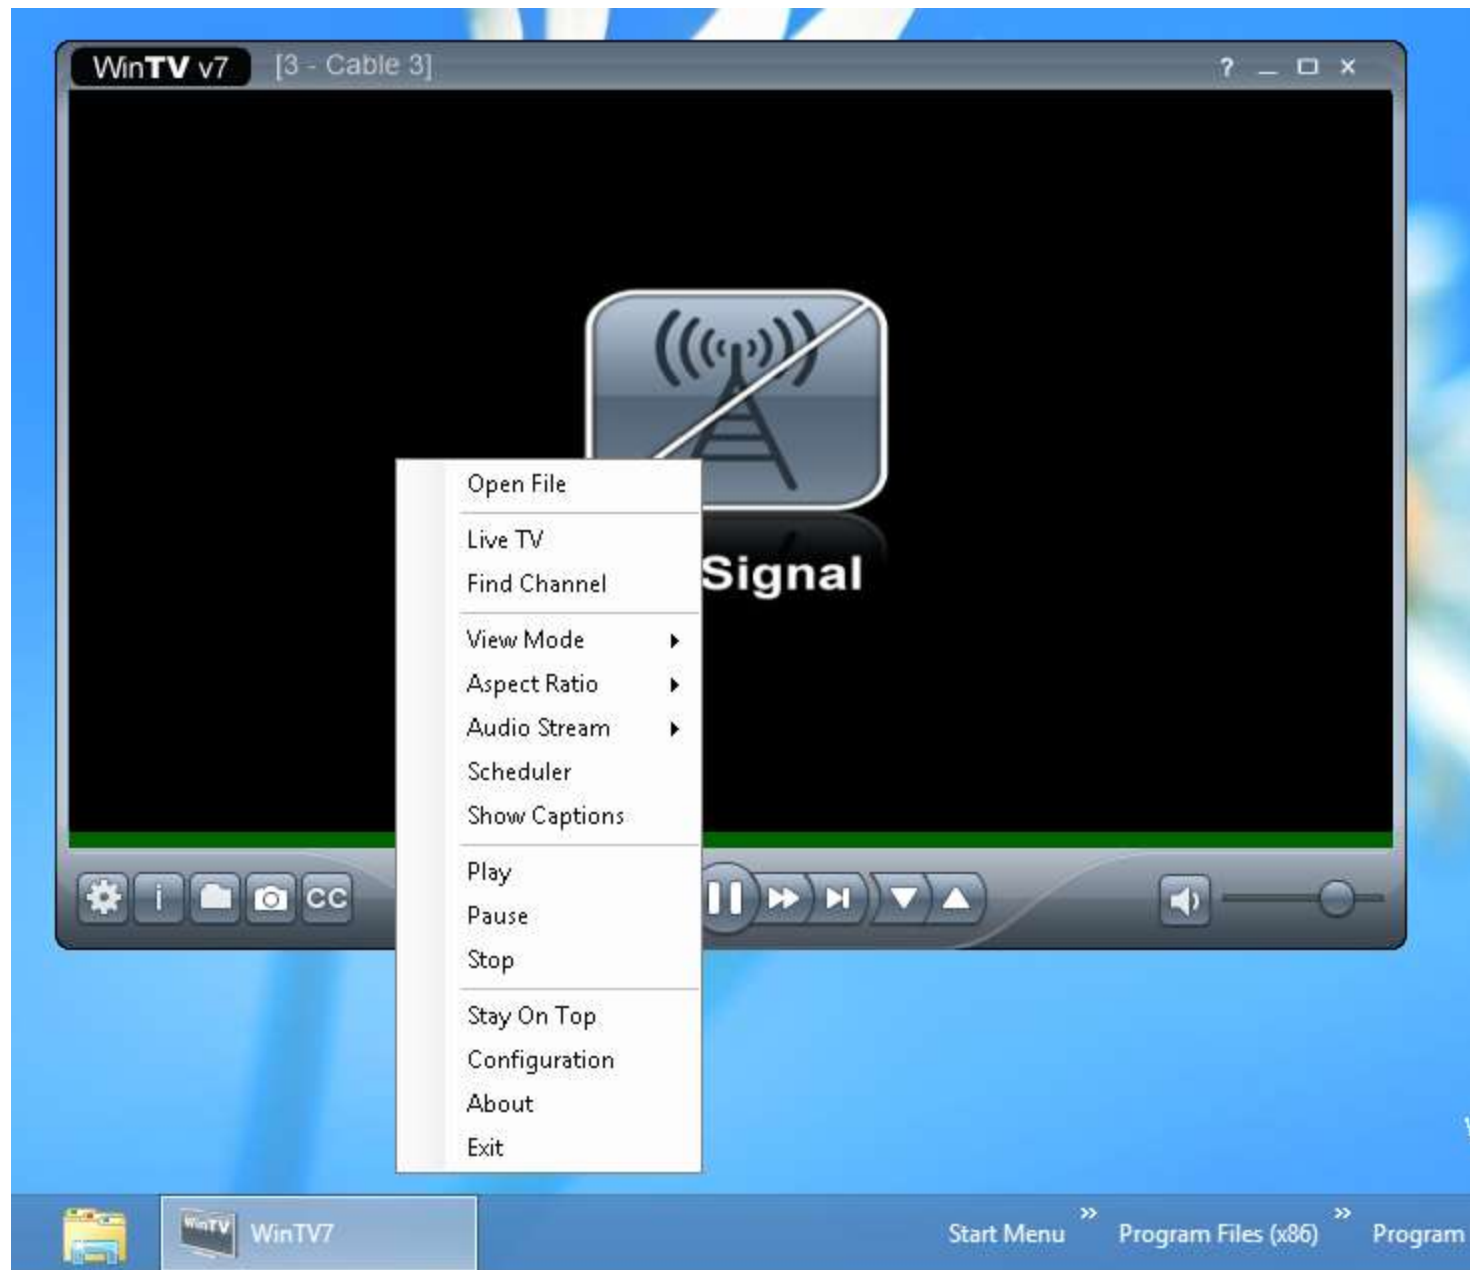 WinTV v7 [3 - Cable 3] ?
Signal
Open File
Live TV
Find Channel
View Mode
Aspect Ratio
Audio Stream
Scheduler
Show Captions
Play
Pause
Stop
Stay On Top
Configuration
About
Exit
i CC
WinTV WinTV7 Start Menu » Program Files (x86) » Program